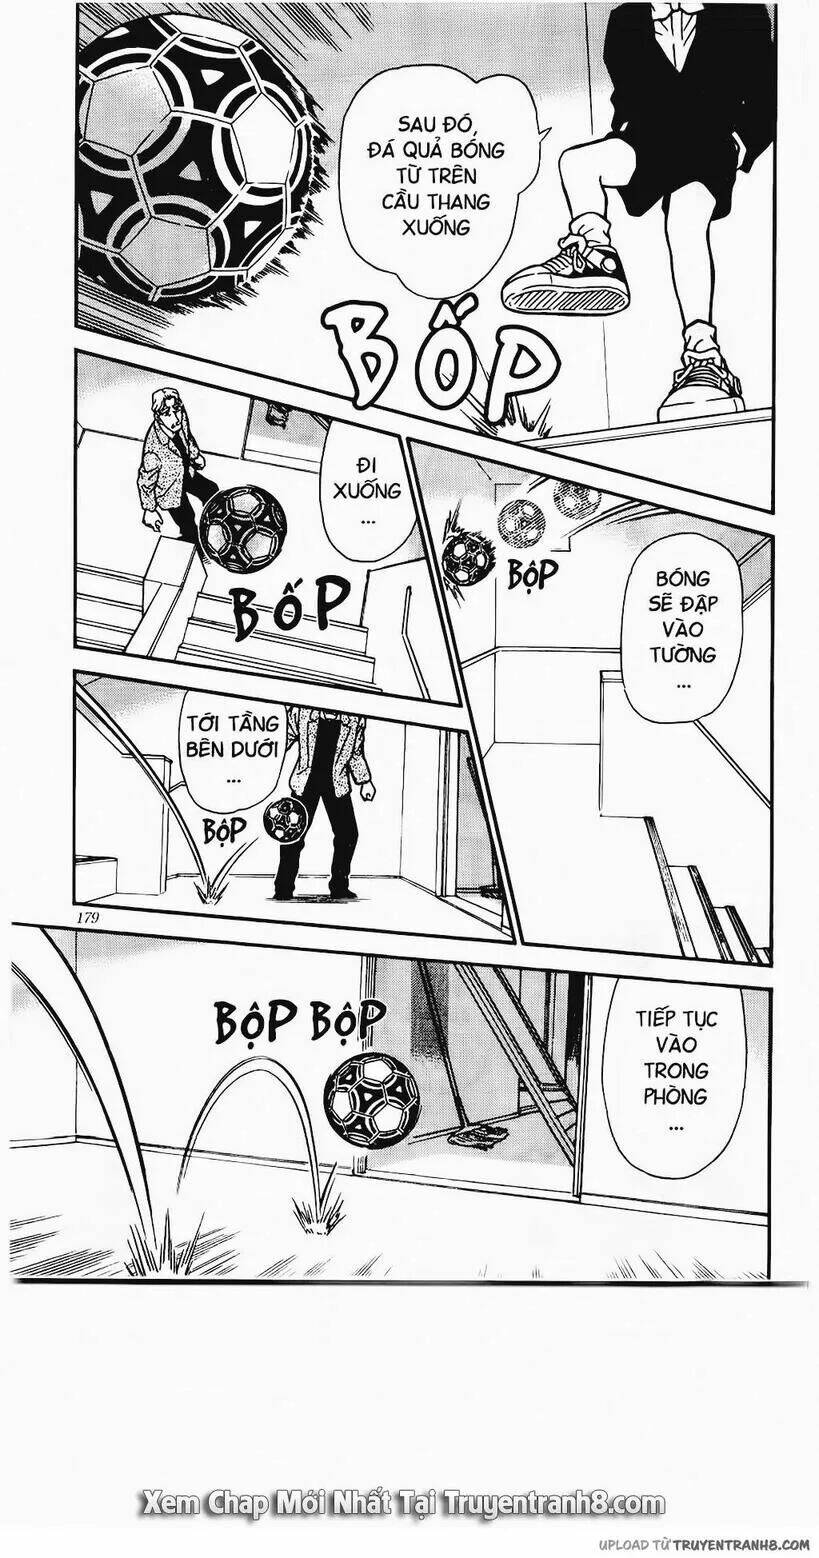 SAU ĐÓ,
ĐÁ QUẢ BÓNG
TỪ TRÊN
CẦU THANG
XUỐNG
BỐP
ĐI
XUỐNG
...
BỐP
BỘP
BÓNG
SẼ ĐẬP
VÀO
TƯỜNG
...
TỚI TẦNG
BÊN DƯỚI
...
BỘP
179
BỘP BỘP
TIẾP TỤC
VÀO
TRONG
PHÒNG
...
Xem Chap Mới Nhất Tại Truyentranh8.com
UPLOAD TỪ TRUYENTRANH8.COM